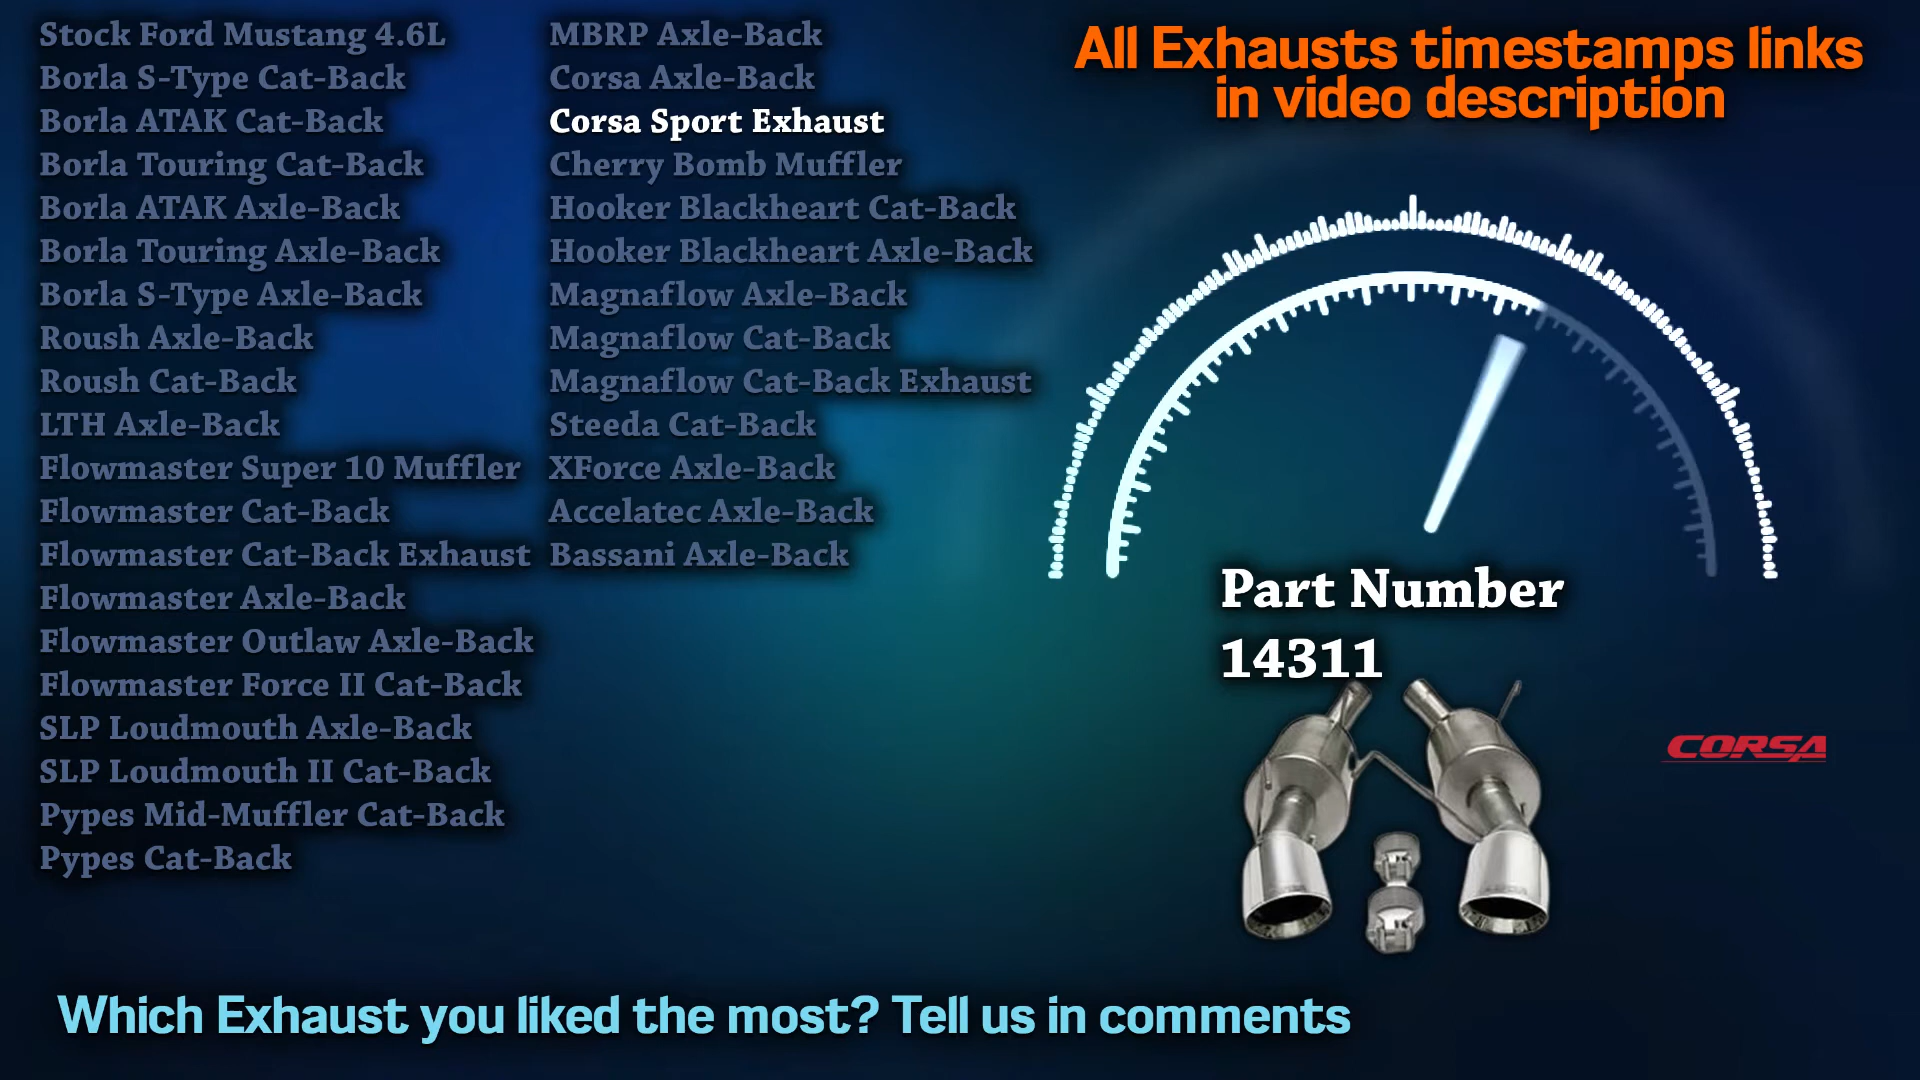 Stock Ford Mustang 4.6L
Borla S-Type Cat-Back
Borla ATAK Cat-Back
Borla Touring Cat-Back
Borla ATAK Axle-Back
Borla Touring Axle-Back
Borla S-Type Axle-Back
Roush Axle-Back
Roush Cat-Back
LTH Axle-Back
Flowmaster Super 10 Muffler
Flowmaster Cat-Back
Flowmaster Cat-Back Exhaust
Flowmaster Axle-Back
Flowmaster Outlaw Axle-Back
Flowmaster Force II Cat-Back
SLP Loudmouth Axle-Back
SLP Loudmouth II Cat-Back
Pypes Mid-Muffler Cat-Back
Pypes Cat-Back
MBRP Axle-Back
Corsa Axle-Back
Corsa Sport Exhaust
Cherry Bomb Muffler
Hooker Blackheart Cat-Back
Hooker Blackheart Axle-Back
Magnaflow Axle-Back
Magnaflow Cat-Back
Magnaflow Cat-Back Exhaust
Steeda Cat-Back
XForce Axle-Back
Accelatec Axle-Back
Bassani Axle-Back
All Exhausts timestamps links
in video description
Part Number
14311
CORSA
Which Exhaust you liked the most? Tell us in comments